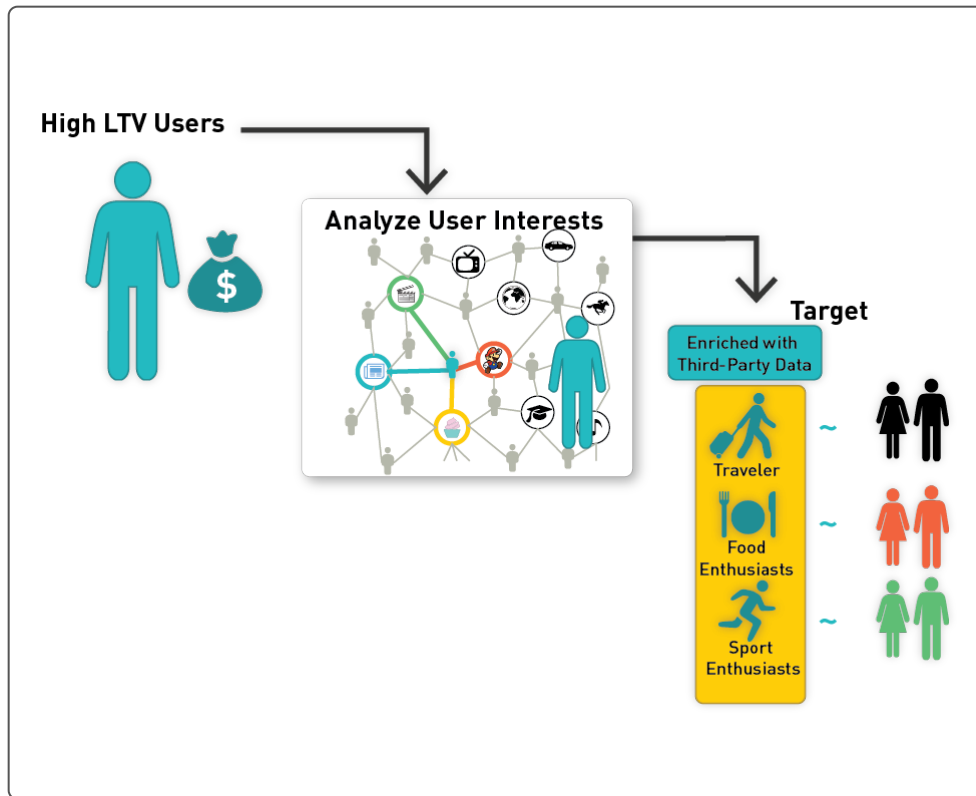 High LTV Users
$
Analyze User Interests
Target
Enriched with
Third-Party Data
Traveler
~
Food
Enthusiasts
~
Sport
Enthusiasts
~